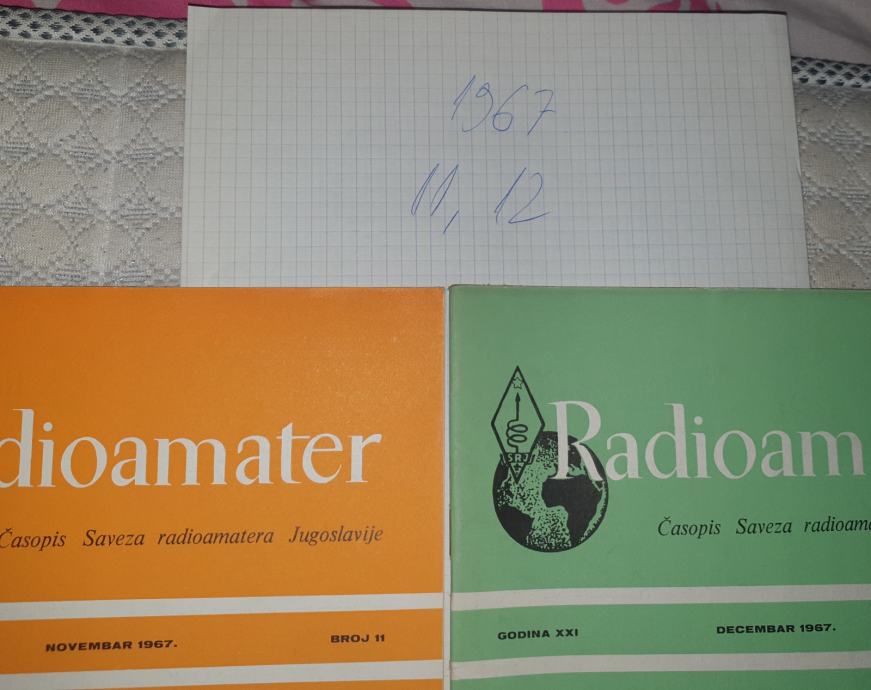 1967
11, 12
dioamater
Časopis Saveza radioamatera Jugoslavije
NOVEMBAR 1967. BROJ 11
SRJ
Radioam
Časopis Saveza radioama
GODINA XXI DECEMBAR 1967.